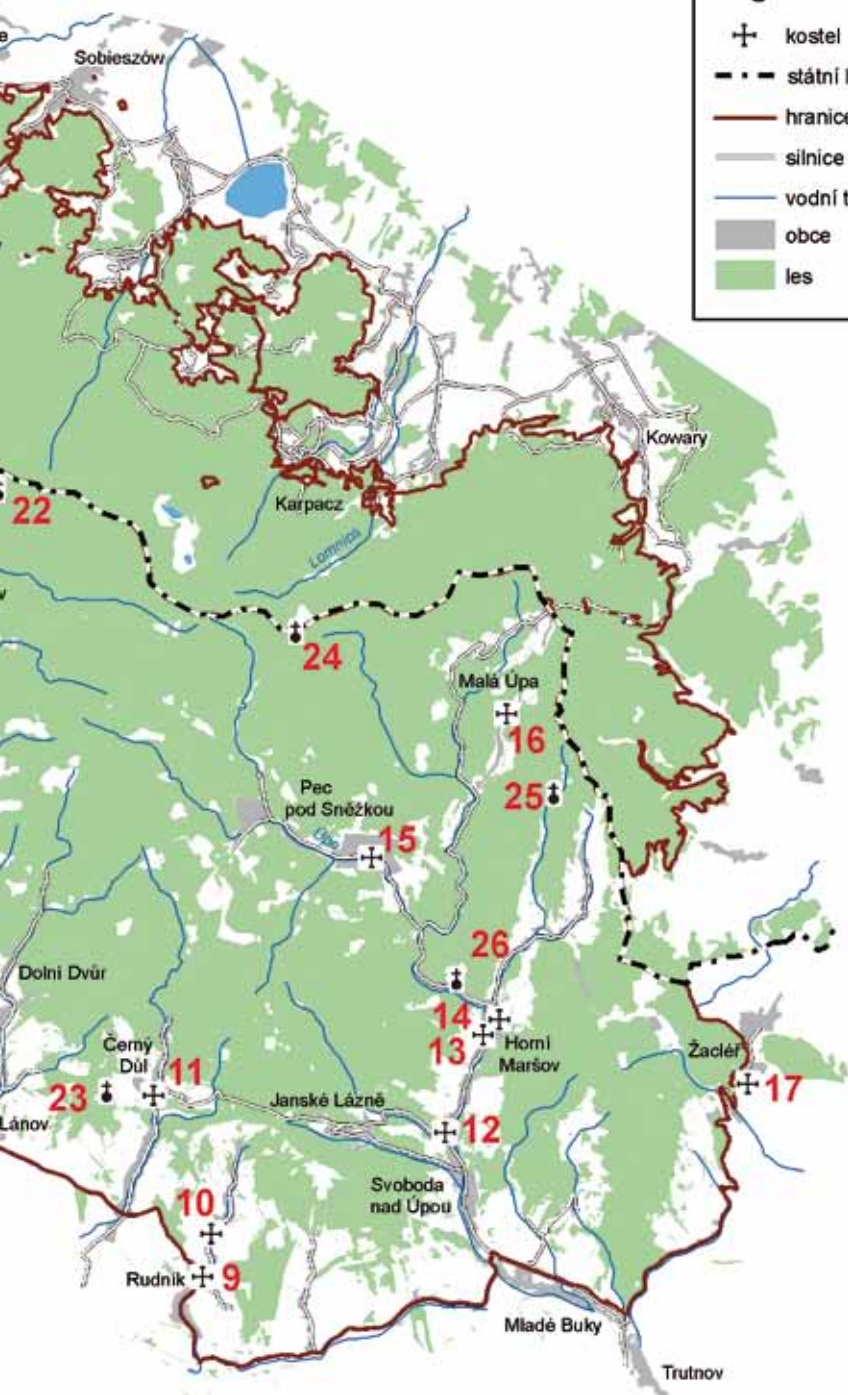 e
Sobieszów
kostel
státní
hranice
silnice
vodní t
obce
les
Kowary
22
Karpacz
Lomnica
v
24
Malá Úpa
16
25
Pec
pod Sněžkou
Úpa
15
26
Dolní Dvůr
14
13
Horní
Maršov
Žacléř
17
Černý
Důl
11
23
Lánov
Janské Lázně
12
Svoboda
nad Úpou
10
Rudník
9
Mladé Buky
Trutnov